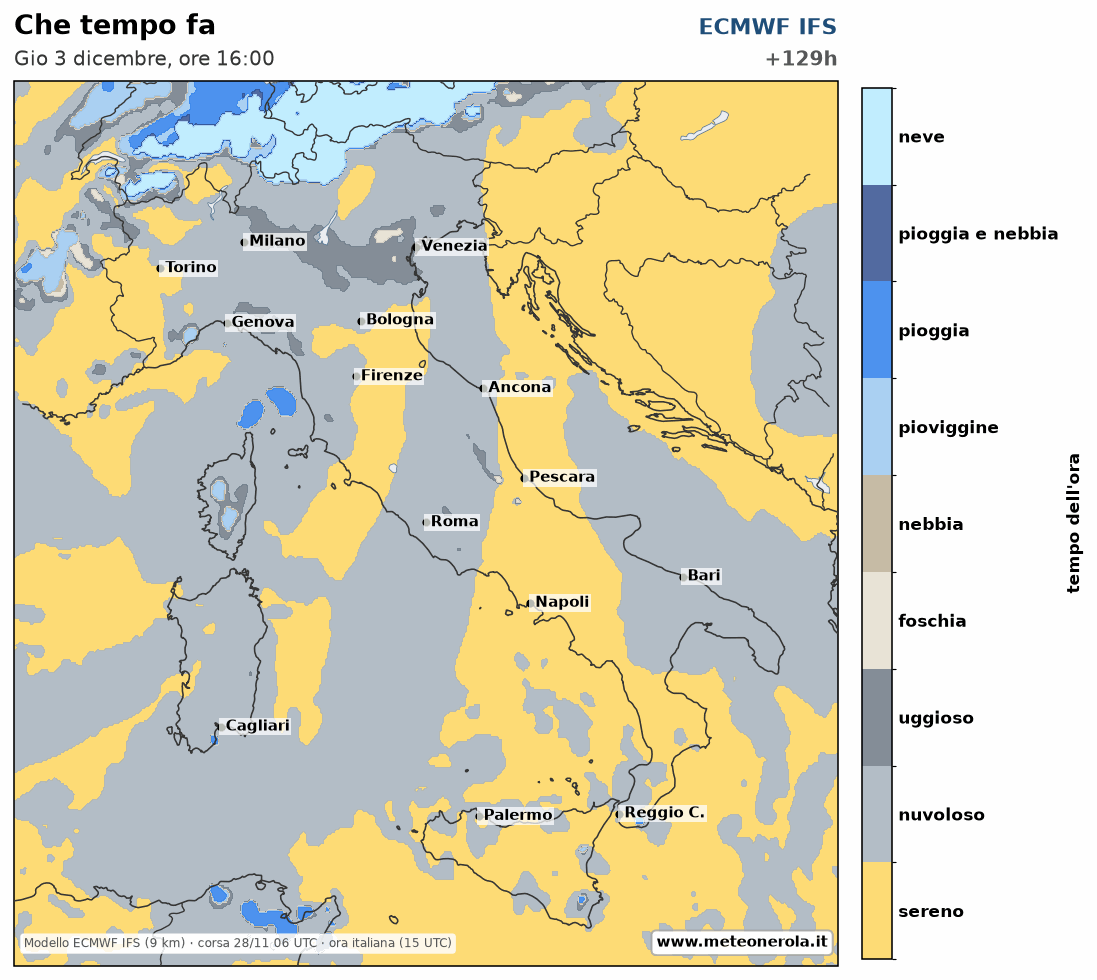 Che tempo fa
ECMWF IFS
Gio 3 dicembre, ore 16:00
+129h
neve
pioggia e nebbia
pioggia
pioviggine
nebbia
foschia
uggioso
nuvoloso
sereno
tempo dell'ora
Milano
Venezia
Torino
Genova
Bologna
Firenze
Ancona
Pescara
Roma
Bari
Napoli
Cagliari
Palermo
Reggio C.
Modello ECMWF IFS (9 km) · corsa 28/11 06 UTC · ora italiana (15 UTC)
www.meteonerola.it